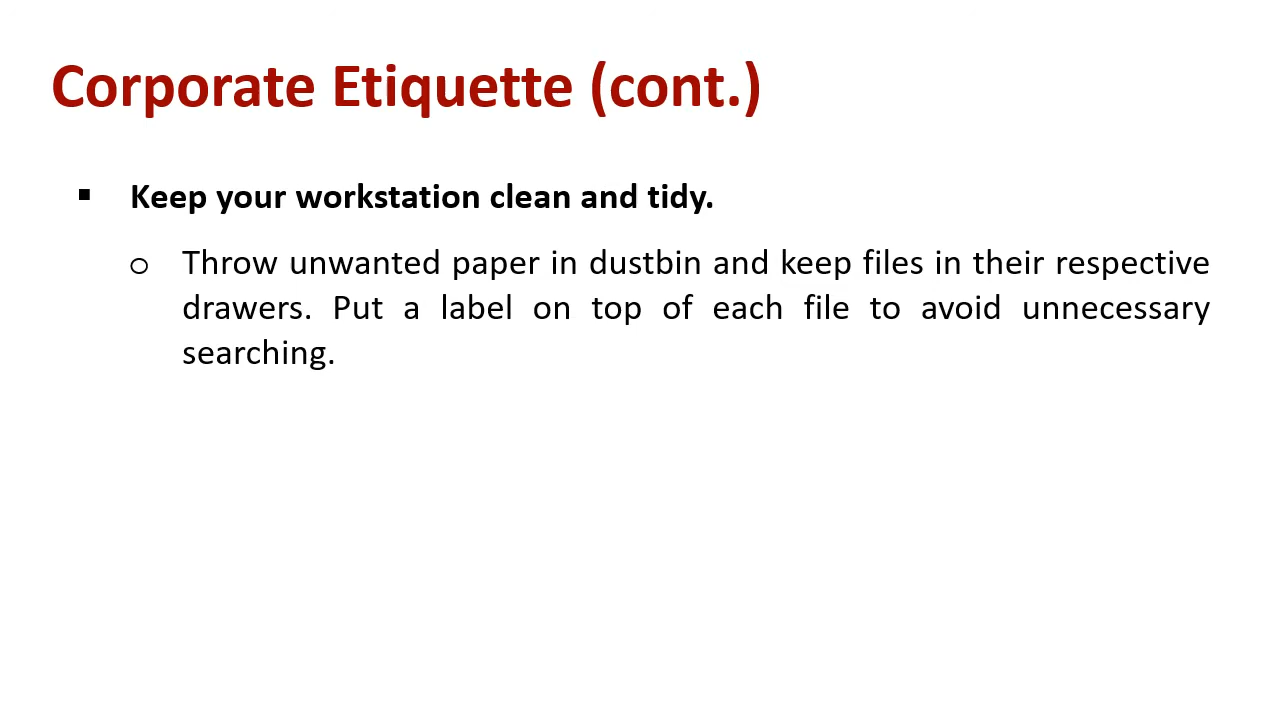 Corporate Etiquette (cont.)
▪ Keep your workstation clean and tidy.
o Throw unwanted paper in dustbin and keep files in their respective
drawers. Put a label on top of each file to avoid unnecessary
searching.